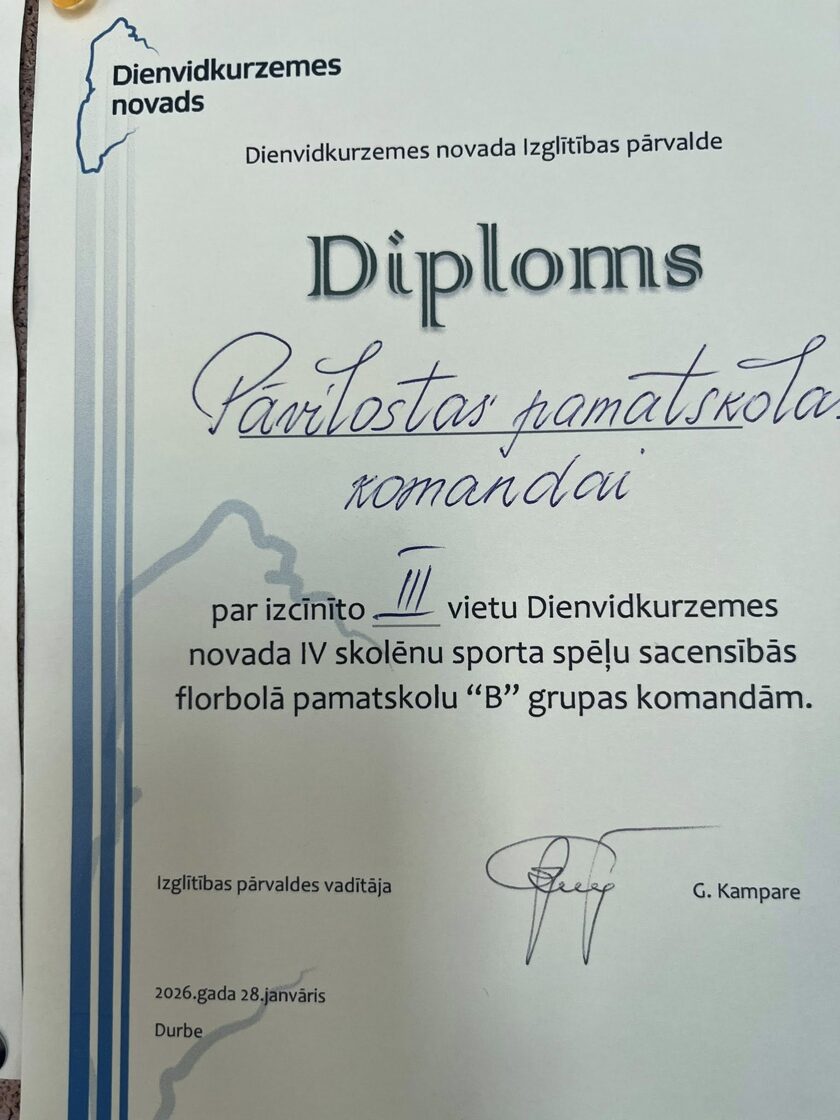 Dienvidkurzemes
novads
Dienvidkurzemes novada Izglītības pārvalde
Diploms
Pāvilostas pamatskolas
komandai
par izcīnīto III vietu Dienvidkurzemes
novada IV skolēnu sporta spēļu sacensībās
florbolā pamatskolu “B” grupas komandām.
Izglītības pārvaldes vadītāja
G. Kampare
2026.gada 28.janvāris
Durbe